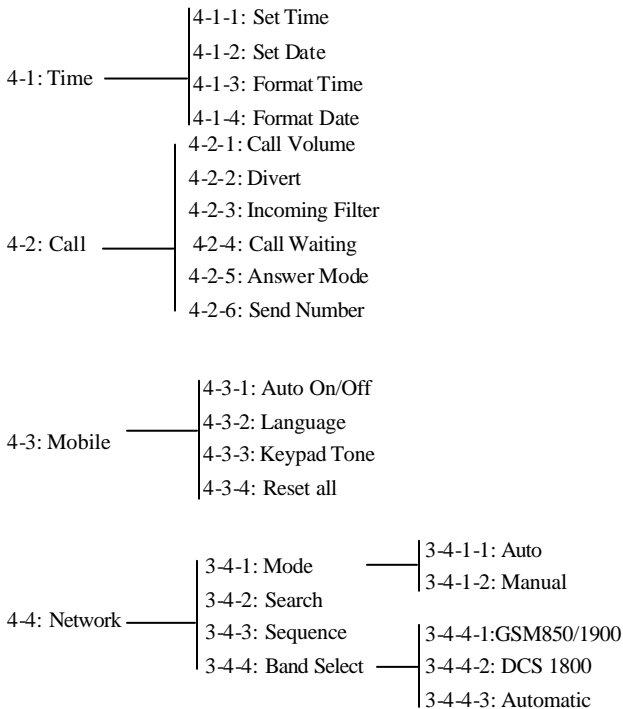 4-1: Time
4-1-1: Set Time
4-1-2: Set Date
4-1-3: Format Time
4-1-4: Format Date
4-2: Call
4-2-1: Call Volume
4-2-2: Divert
4-2-3: Incoming Filter
4-2-4: Call Waiting
4-2-5: Answer Mode
4-2-6: Send Number
4-3: Mobile
4-3-1: Auto On/Off
4-3-2: Language
4-3-3: Keypad Tone
4-3-4: Reset all
4-4: Network
3-4-1: Mode
3-4-1-1: Auto
3-4-1-2: Manual
3-4-2: Search
3-4-3: Sequence
3-4-4: Band Select
3-4-4-1:GSM850/1900
3-4-4-2: DCS 1800
3-4-4-3: Automatic